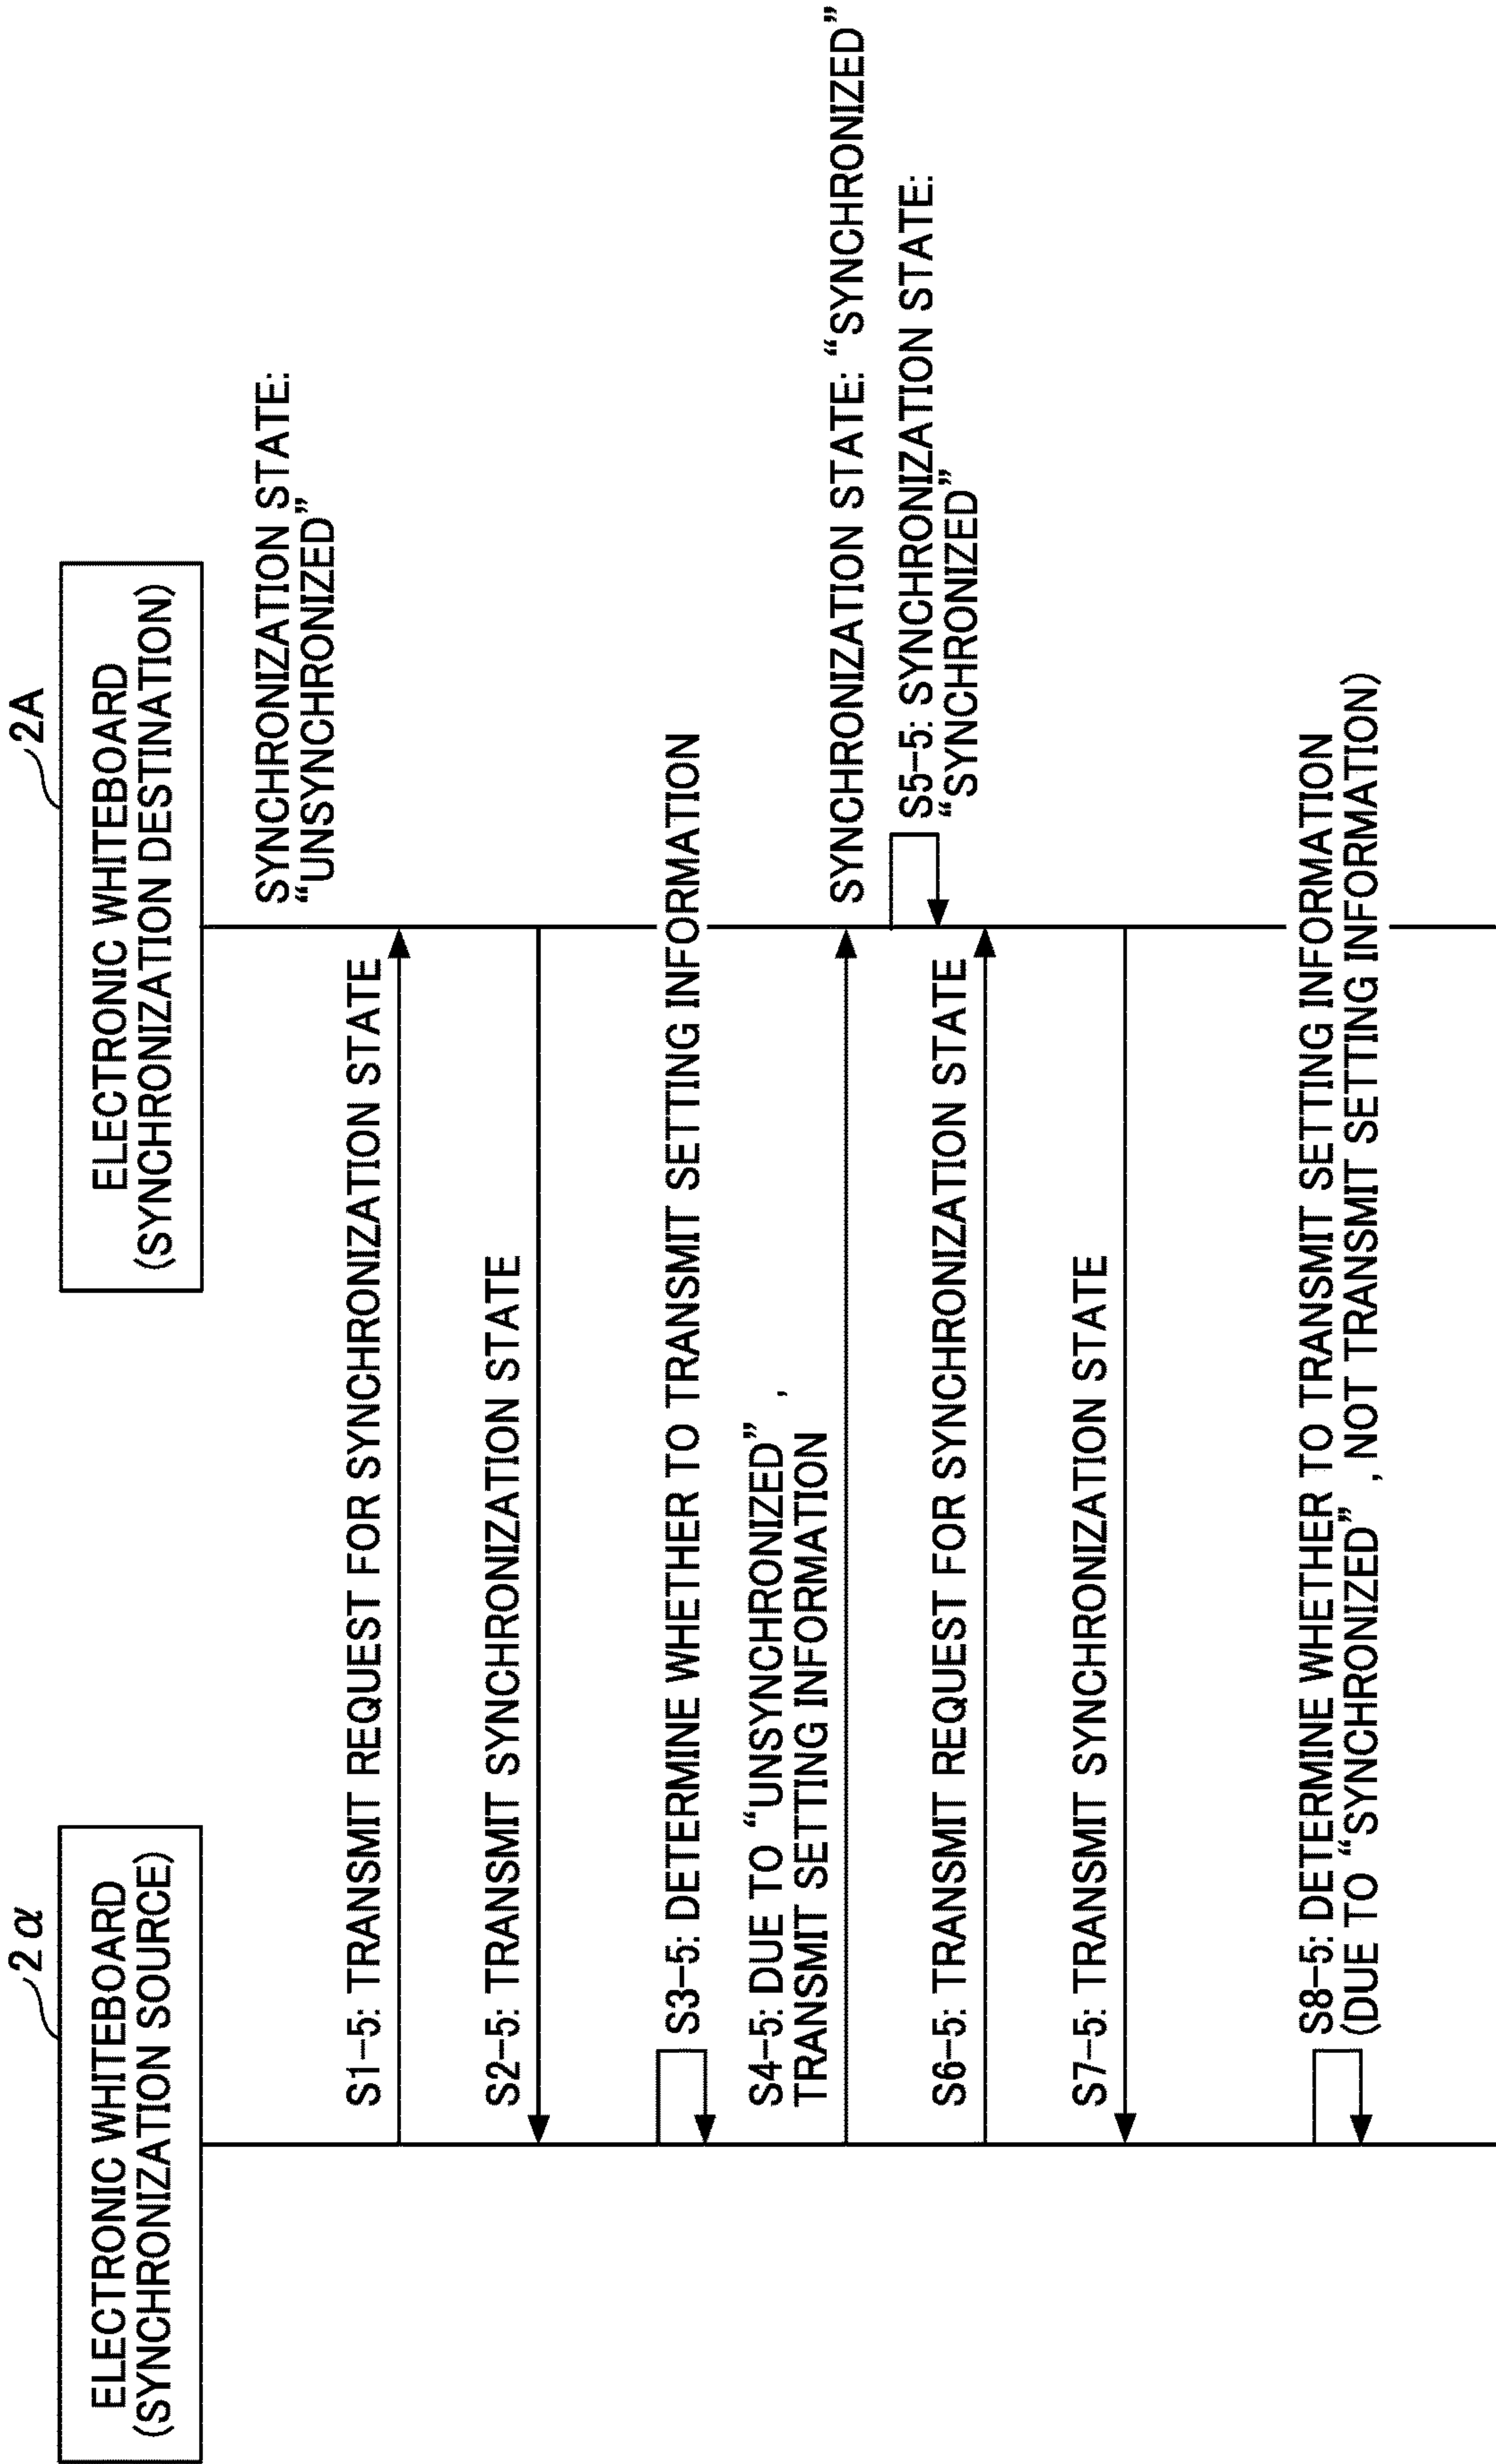 2α
ELECTRONIC WHITEBOARD
(SYNCHRONIZATION SOURCE)
2A
ELECTRONIC WHITEBOARD
(SYNCHRONIZATION DESTINATION)
SYNCHRONIZATION STATE:
“UNSYNCHRONIZED”
S1-5: TRANSMIT REQUEST FOR SYNCHRONIZATION STATE
S2-5: TRANSMIT SYNCHRONIZATION STATE
S3-5: DETERMINE WHETHER TO TRANSMIT SETTING INFORMATION
S4-5: DUE TO “UNSYNCHRONIZED” ,
TRANSMIT SETTING INFORMATION
SYNCHRONIZATION STATE: “SYNCHRONIZED”
S5-5: SYNCHRONIZATION STATE:
“SYNCHRONIZED”
S6-5: TRANSMIT REQUEST FOR SYNCHRONIZATION STATE
S7-5: TRANSMIT SYNCHRONIZATION STATE
S8-5: DETERMINE WHETHER TO TRANSMIT SETTING INFORMATION
(DUE TO “SYNCHRONIZED” , NOT TRANSMIT SETTING INFORMATION)